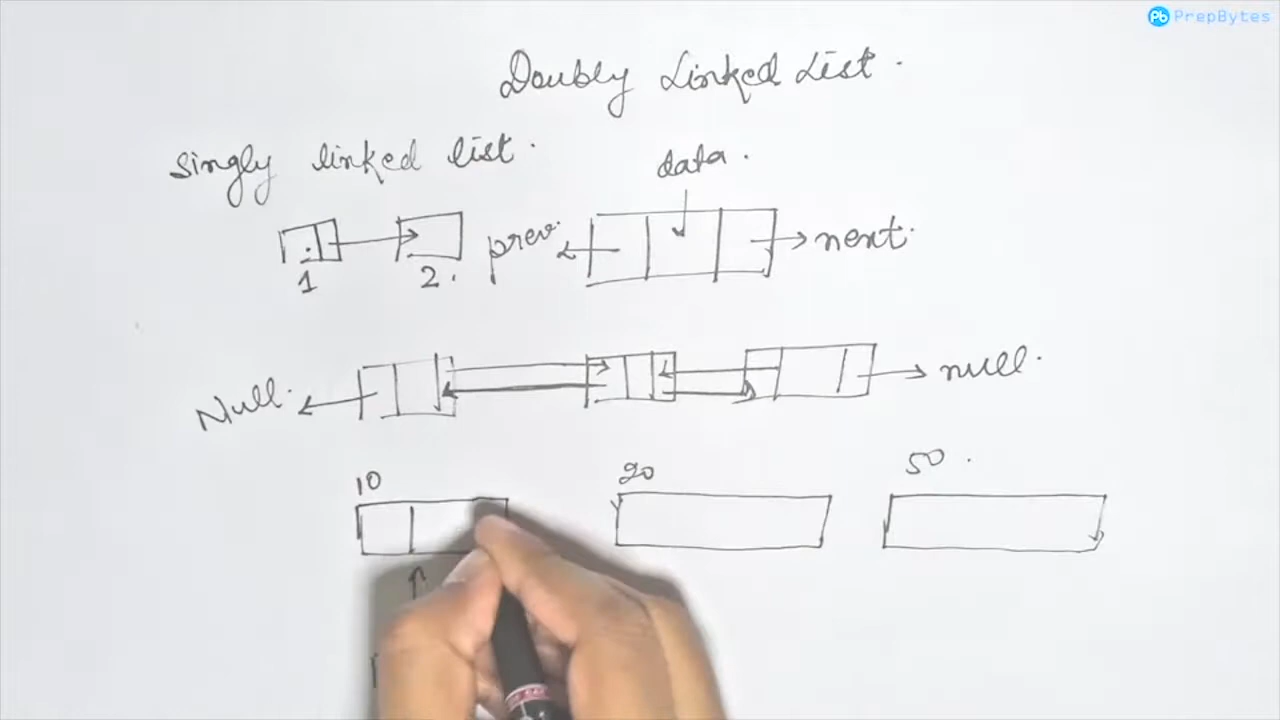 PrepBytes
Doubly Linked List.
Singly linked list.
data.
prev. next.
1 2.
Null. null.
10 20 50.